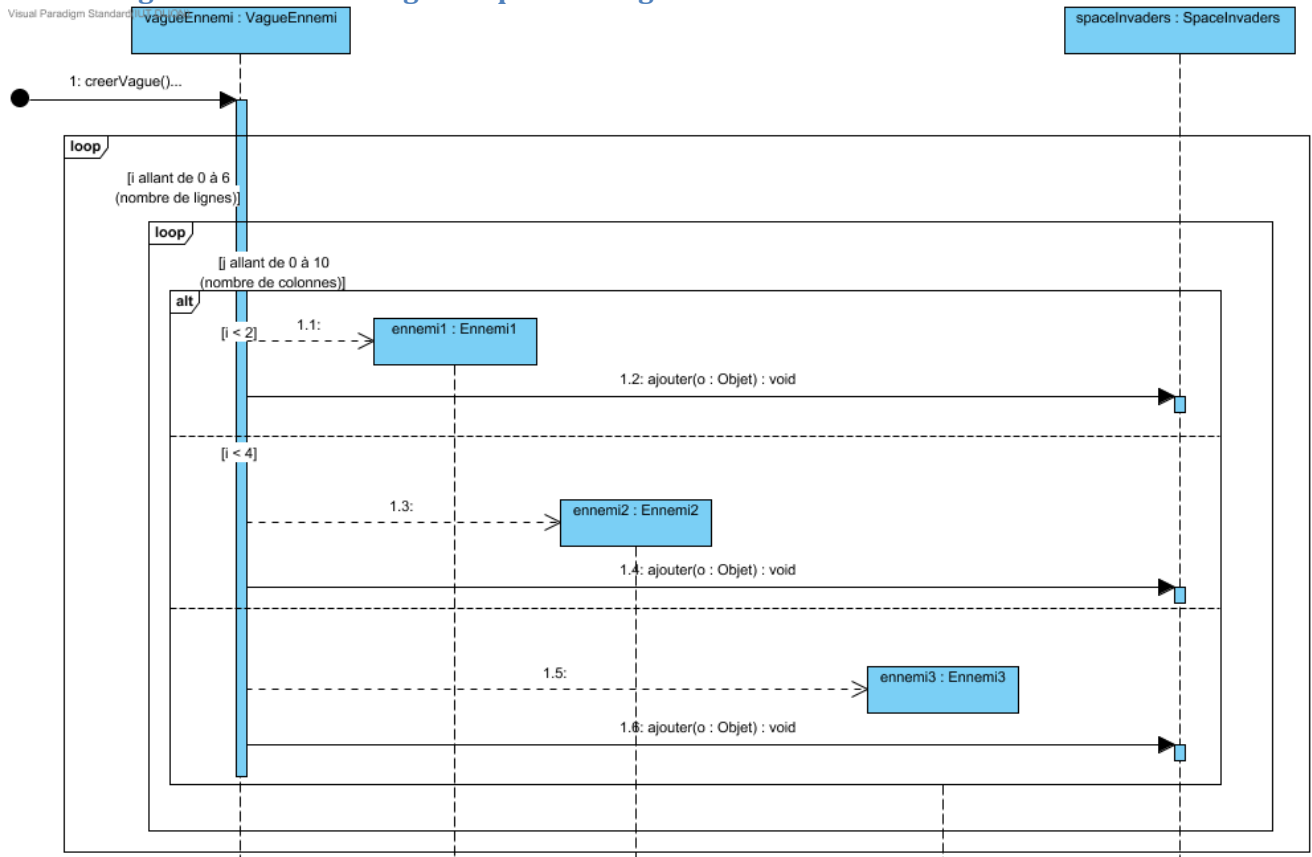 Visual Paradigm Standard
vagueEnnemi : VagueEnnemi
spaceInvaders : SpaceInvaders
1: creerVague()...
loop
[i allant de 0 à 6
(nombre de lignes)]
loop
[j allant de 0 à 10
(nombre de colonnes)]
alt
[i < 2]
1.1:
ennemi1 : Ennemi1
1.2: ajouter(o : Objet) : void
[i < 4]
1.3:
ennemi2 : Ennemi2
1.4: ajouter(o : Objet) : void
1.5:
ennemi3 : Ennemi3
1.6: ajouter(o : Objet) : void